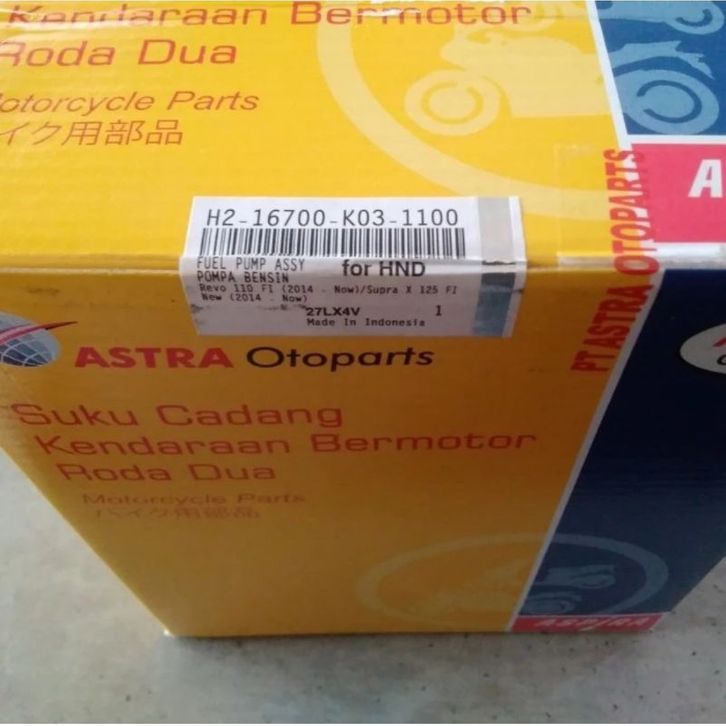 Kendaraan Bermotor
Roda Dua
Motorcycle Parts
バイク用部品
H2-16700-K03-1100
FUEL PUMP ASSY for HND
POMPA BENSIN
Revo 110 FI (2014 - Now)/Supra X 125 FI
New (2014 - Now)
27LX4V 1
Made In Indonesia
PT ASTRA OTOPARTS
ASTRA Otoparts
Suku Cadang
Kendaraan Bermotor
Roda Dua
Motorcycle Parts
バイク用部品
ASPIRA